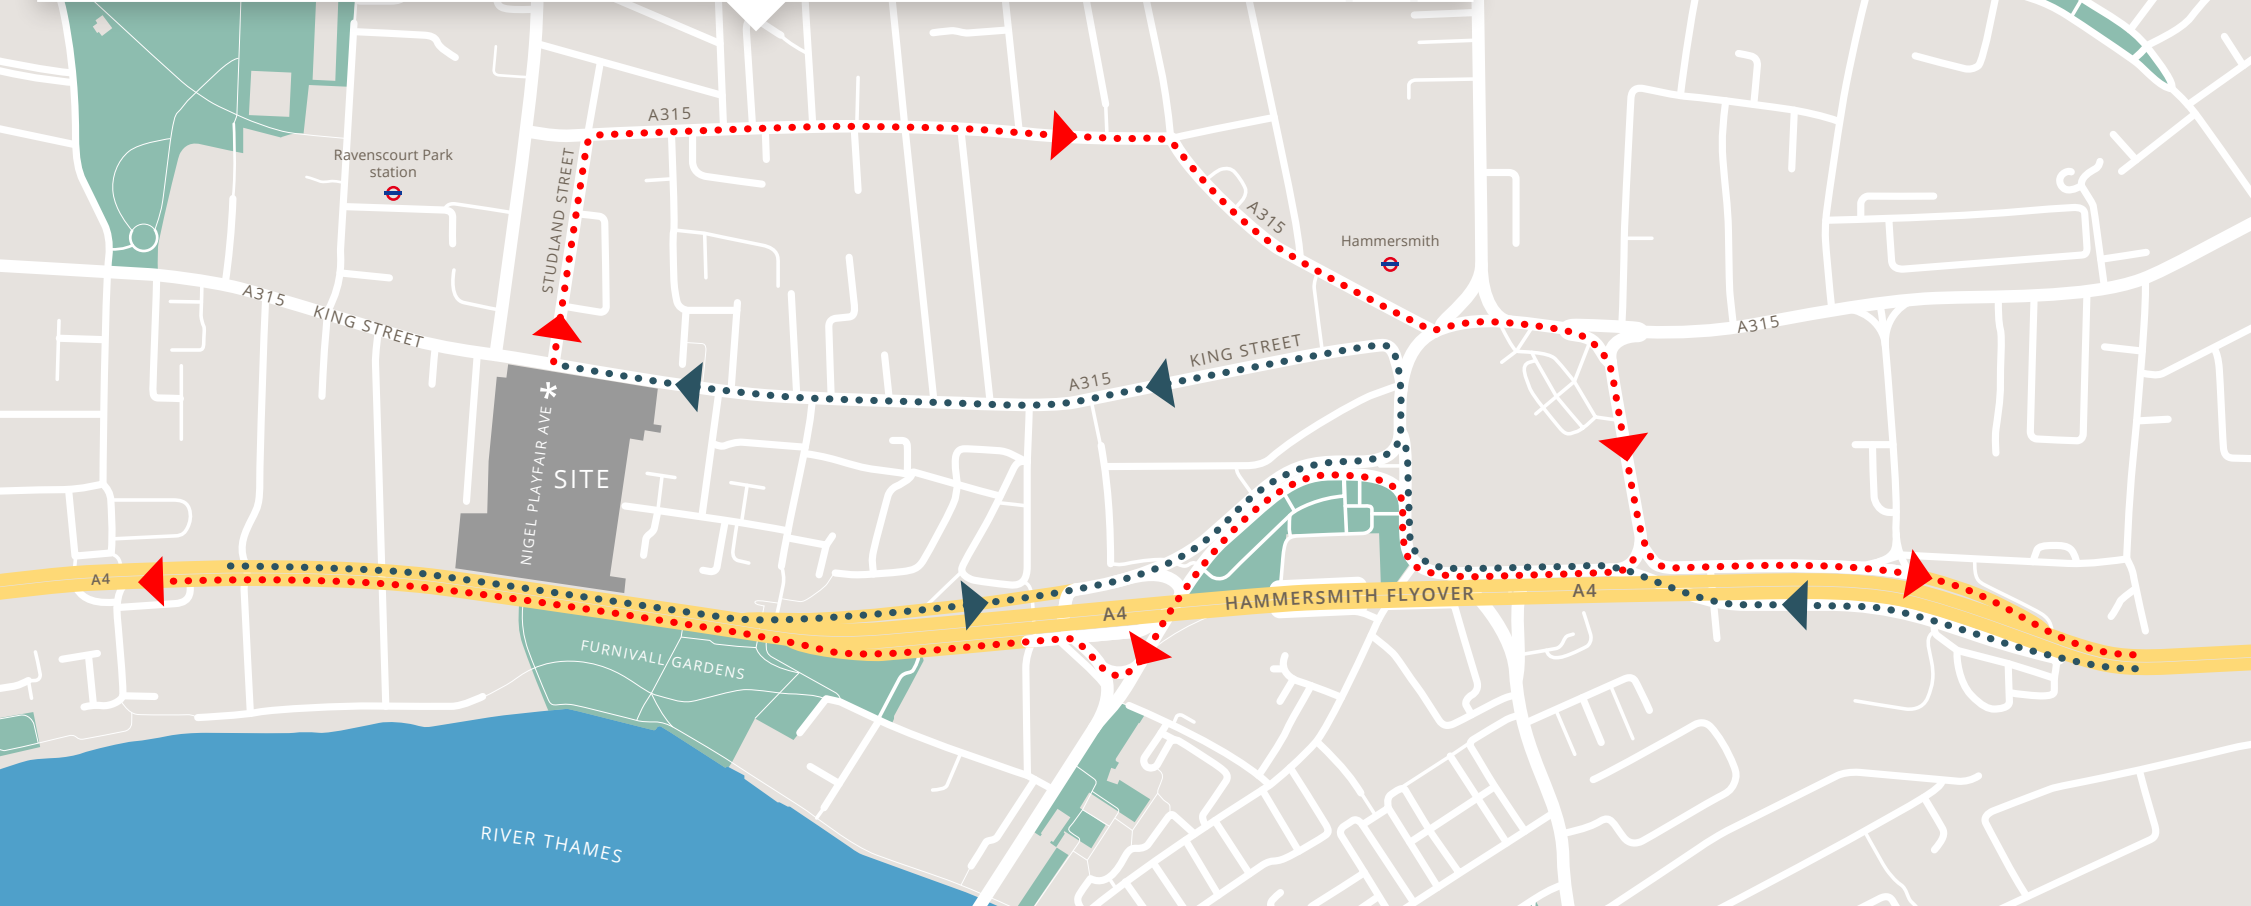 A315
Ravenscourt Park
station
STUDLAND STREET
A315
Hammersmith
A315
KING STREET
A315
KING STREET
A315
*
NIGEL PLAYFAIR AVE
SITE
A4
A4
HAMMERSMITH FLYOVER
A4
FURNIVALL GARDENS
RIVER THAMES